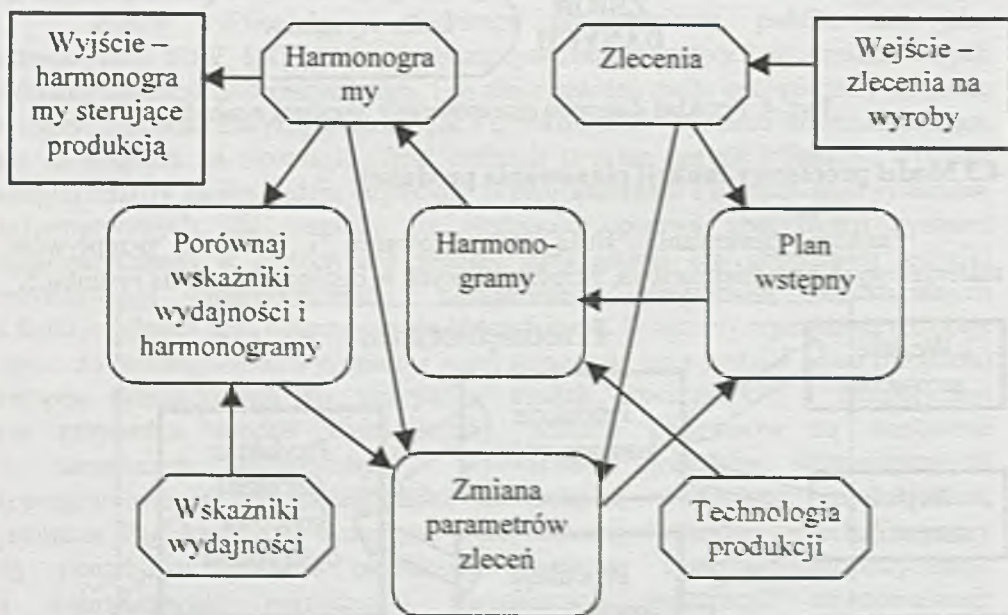 Wyjście –
harmonogra
my sterujące
produkcją
Harmonogra
my
Zlecenia
Wejście –
zlecenia na
wyroby
Porównaj
wskaźniki
wydajności i
harmonogramy
Harmono-
gramy
Plan
wstępny
Wskaźniki
wydajności
Zmiana
parametrów
zleceń
Technologia
produkcji